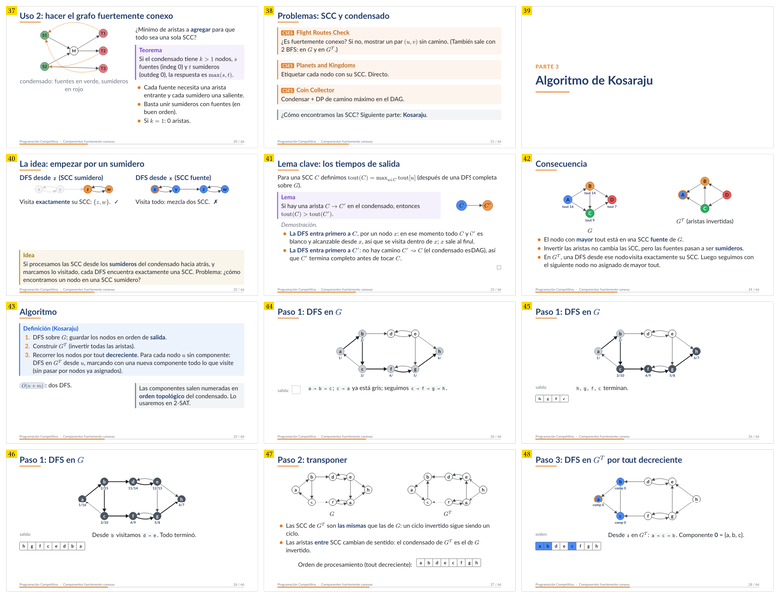 37
Uso 2: hacer el grafo fuertemente conexo
¿Mínimo de aristas a agregar para que
todo sea una sola SCC?
Teorema
Si el condensado tiene k > 1 nodos, s
fuentes (indeg 0) y t sumideros
(outdeg 0), la respuesta es max(s, t).
condensado: fuentes en verde, sumideros
en rojo
Cada fuente necesita una arista
entrante y cada sumidero una saliente.
Basta unir sumideros con fuentes (en
buen orden).
Si k = 1: 0 aristas.
38
Problemas: SCC y condensado
CSES Flight Routes Check
¿Es fuertemente conexo? Si no, mostrar un par (u, v) sin camino. (También sale con
2 BFS: en G y en G^T.)
CSES Planets and Kingdoms
Etiquetar cada nodo con su SCC. Directo.
CSES Coin Collector
Condensar + DP de camino máximo en el DAG.
¿Cómo encontramos las SCC? Siguiente parte: Kosaraju.
39
PARTE 3
Algoritmo de Kosaraju
40
La idea: empezar por un sumidero
DFS desde z (SCC sumidero)
DFS desde x (SCC fuente)
Visita exactamente su SCC: {z, w}. ✓
Visita todo: mezcla dos SCC. ✗
Idea
Si procesamos las SCC desde los sumideros del condensado hacia atrás, y
marcamos lo visitado, cada DFS encuentra exactamente una SCC. Problema: ¿cómo
encontramos un nodo en una SCC sumidero?
41
Lema clave: los tiempos de salida
Para una SCC C definimos tout(C) = max tout[u] (después de una DFS completa
sobre G).
Lema
Si hay una arista C → C' en el condensado, entonces
tout(C) > tout(C').
C C'
Demostración.
La DFS entra primero a C, por un nodo x: en ese momento todo C y C' es
blanco y alcanzable desde x, así que se visita dentro de x; x sale al final.
La DFS entra primero a C': no hay camino C' ⇝ C (el condensado es DAG), así
que C' termina completo antes de tocar C.
□
42
Consecuencia
G
G^T (aristas invertidas)
El nodo con mayor tout está en una SCC fuente de G.
Invertir las aristas no cambia las SCC, pero las fuentes pasan a ser sumideros.
En G^T, una DFS desde ese nodo visita exactamente su SCC. Luego seguimos con
el siguiente nodo no asignado de mayor tout.
43
Algoritmo
Definición (Kosaraju)
1. DFS sobre G; guardar los nodos en orden de salida.
2. Construir G^T (invertir todas las aristas).
3. Recorrer los nodos por tout decreciente. Para cada nodo u sin componente:
DFS en G^T desde u, marcando con una nueva componente todo lo que visite
(sin pasar por nodos ya asignados).
O(n + m): dos DFS.
Las componentes salen numeradas en
orden topológico del condensado. Lo
usaremos en 2-SAT.
44
Paso 1: DFS en G
salida
a → b → c; c → a ya está gris; seguimos c → f → g → h.
45
Paso 1: DFS en G
salida
h, g, f, c terminan.
h g f c
46
Paso 1: DFS en G
salida
Desde b visitamos d → e. Todo terminó.
h g f c e d b a
47
Paso 2: transponer
G
G^T
Las SCC de G^T son las mismas que las de G: un ciclo invertido sigue siendo un
ciclo.
Las aristas entre SCC cambian de sentido: el condensado de G^T es el de G
invertido.
Orden de procesamiento (tout decreciente):
a b d e c f g h
48
Paso 3: DFS en G^T por tout decreciente
orden
Desde a en G^T: a → c → b. Componente 0 = {a, b, c}.
a b d e c f g h